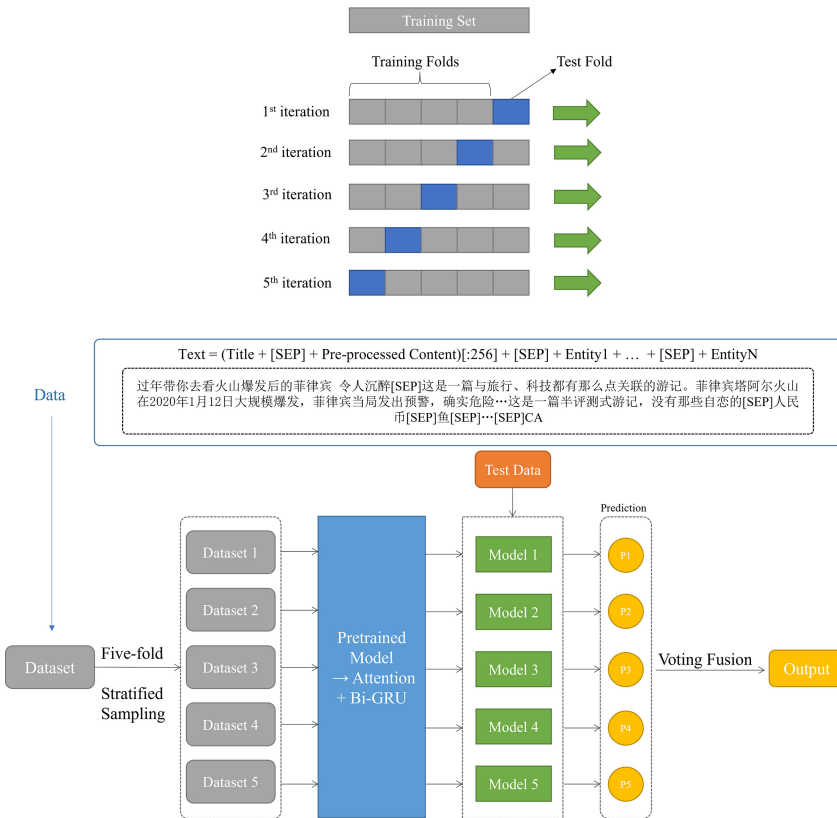 Training Set
Training Folds
Test Fold
1st iteration
2nd iteration
3rd iteration
4th iteration
5th iteration
Text = (Title + [SEP] + Pre-processed Content)[:256] + [SEP] + Entity1 + … + [SEP] + EntityN
过年带你去看火山爆发后的菲律宾 令人沉醉[SEP]这是一篇与旅行、科技都有那么点关联的游记。菲律宾塔阿尔火山
在2020年1月12日大规模爆发，菲律宾当局发出预警，确实危险…这是一篇半评测式游记，没有那些自恋的[SEP]人民
币[SEP]鱼[SEP]…[SEP]CA
Data
Test Data
Prediction
Dataset 1
Model 1
P1
Dataset 2
Model 2
P2
Dataset
Five-fold
Stratified
Sampling
Dataset 3
Pretrained
Model
→ Attention
+ Bi-GRU
Model 3
P3
Voting Fusion
Output
Dataset 4
Model 4
P4
Dataset 5
Model 5
P5